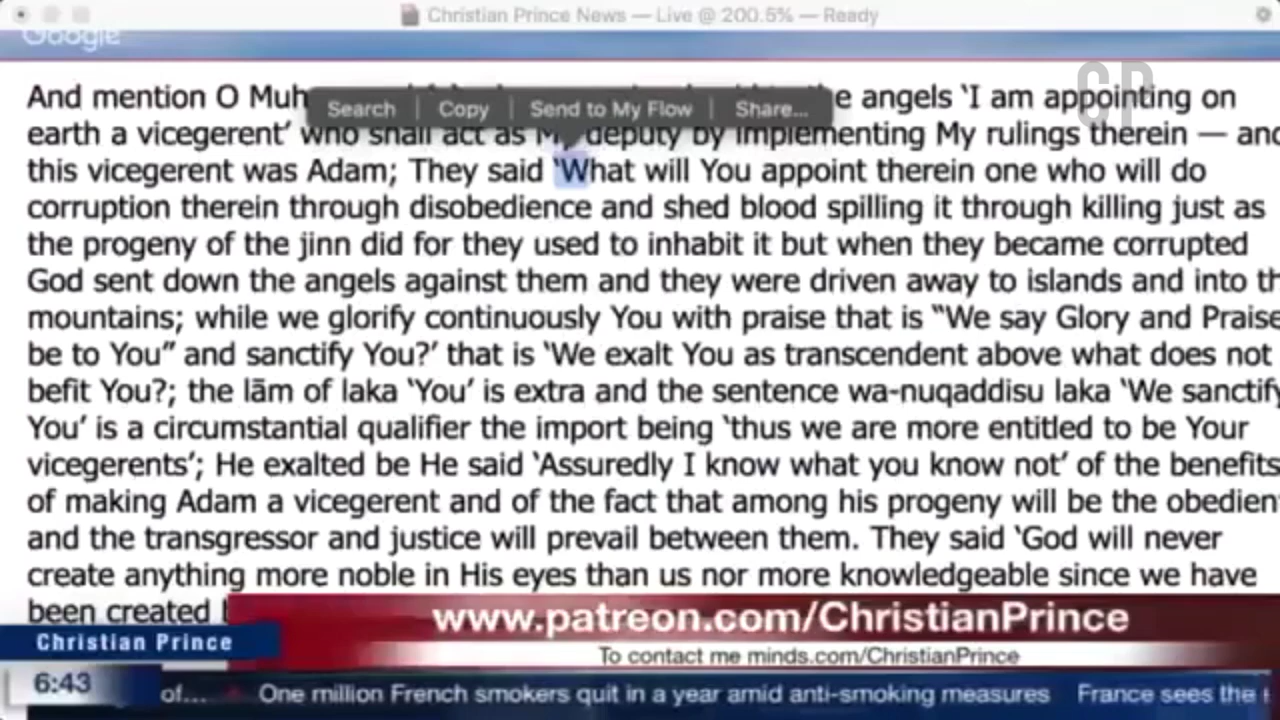 Christian Prince News — Live @ 200.5% — Ready
Google
CP
Search Copy Send to My Flow Share...
And mention O Muh angels ‘I am appointing on
earth a vicegerent’ who shall act as My deputy by implementing My rulings therein — and
this vicegerent was Adam; They said ‘What will You appoint therein one who will do
corruption therein through disobedience and shed blood spilling it through killing just as
the progeny of the jinn did for they used to inhabit it but when they became corrupted
God sent down the angels against them and they were driven away to islands and into th
mountains; while we glorify continuously You with praise that is “We say Glory and Praise
be to You” and sanctify You?’ that is ‘We exalt You as transcendent above what does not
befit You?; the lām of laka ‘You’ is extra and the sentence wa-nuqaddisu laka ‘We sanctify
You’ is a circumstantial qualifier the import being ‘thus we are more entitled to be Your
vicegerents’; He exalted be He said ‘Assuredly I know what you know not’ of the benefits
of making Adam a vicegerent and of the fact that among his progeny will be the obedien
and the transgressor and justice will prevail between them. They said ‘God will never
create anything more noble in His eyes than us nor more knowledgeable since we have
been created
www.patreon.com/ChristianPrince
Christian Prince
To contact me minds.com/ChristianPrince
6:43
of... One million French smokers quit in a year amid anti-smoking measures France sees the